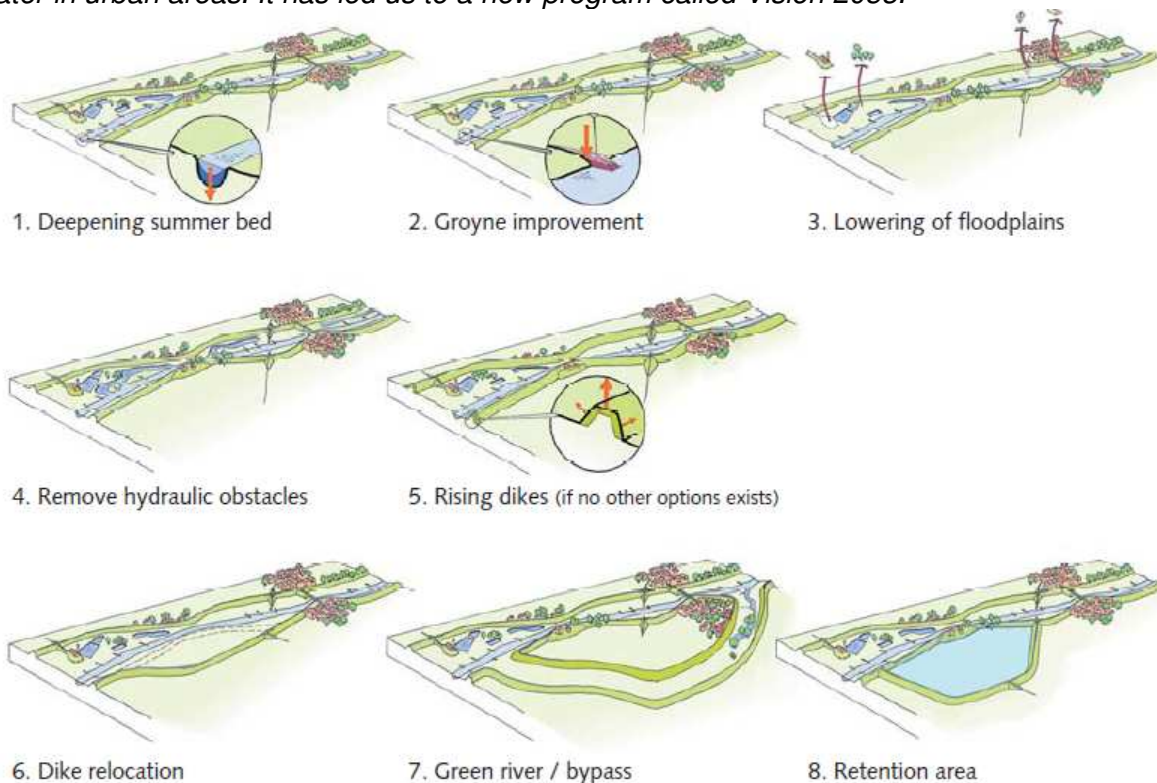 water in urban areas. It has led us to a new program called Vision 2035.
1. Deepening summer bed
2. Groyne improvement
3. Lowering of floodplains
4. Remove hydraulic obstacles
5. Rising dikes (if no other options exists)
6. Dike relocation
7. Green river / bypass
8. Retention area